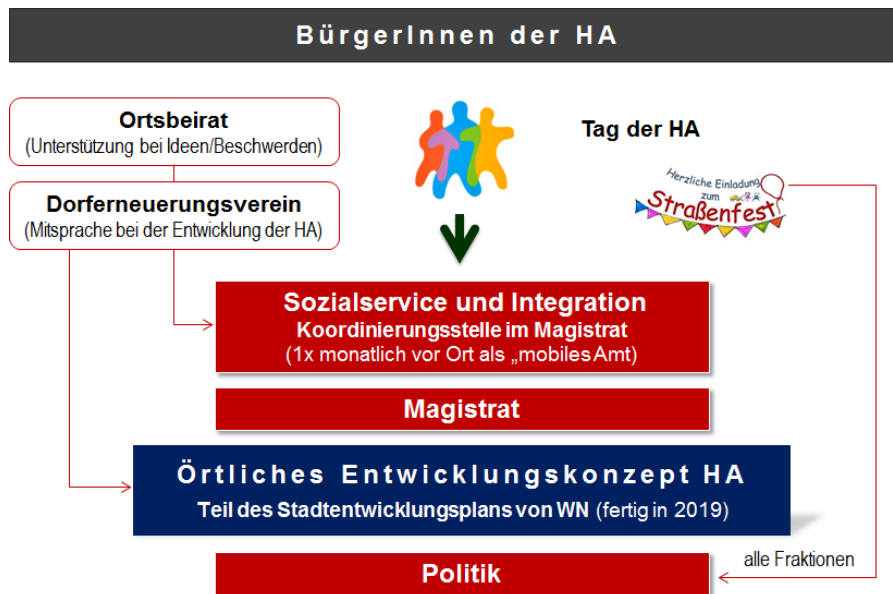 BürgerInnen der HA
Ortsbeirat
(Unterstützung bei Ideen/Beschwerden)
Dorferneuerungsverein
(Mitsprache bei der Entwicklung der HA)
Tag der HA
Herzliche Einladung
zum
Straßenfest
Sozialservice und Integration
Koordinierungsstelle im Magistrat
(1x monatlich vor Ort als „mobiles Amt)
Magistrat
Örtliches Entwicklungskonzept HA
Teil des Stadtentwicklungsplans von WN (fertig in 2019)
alle Fraktionen
Politik